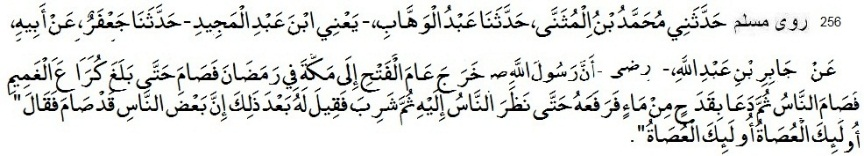 256 روى مسلم حَدَّثَنِي مُحَمَّدُ بْنُ الْمُثَنَّى، حَدَّثَنَا عَبْدُ الْوَهَّابِ، - يَعْنِي ابْنَ عَبْدِ الْمَجِيدِ - حَدَّثَنَا جَعْفَرٌ، عَنْ أَبِيهِ،
عَنْ جَابِرِ بْنِ عَبْدِ اللَّهِ، - رضى - أَنَّ رَسُولَ اللَّهِ صـ خَرَجَ عَامَ الْفَتْحِ إِلَى مَكَّةَ فِي رَمَضَانَ فَصَامَ حَتَّى بَلَغَ كُرَاعَ الْغَمِيمِ
فَصَامَ النَّاسُ ثُمَّ دَعَا بِقَدَحٍ مِنْ مَاءٍ فَرَفَعَهُ حَتَّى نَظَرَ النَّاسُ إِلَيْهِ ثُمَّ شَرِبَ فَقِيلَ لَهُ بَعْدَ ذَلِكَ إِنَّ بَعْضَ النَّاسِ قَدْ صَامَ فَقَالَ "
أُولَئِكَ الْعُصَاةُ أُولَئِكَ الْعُصَاةُ ".